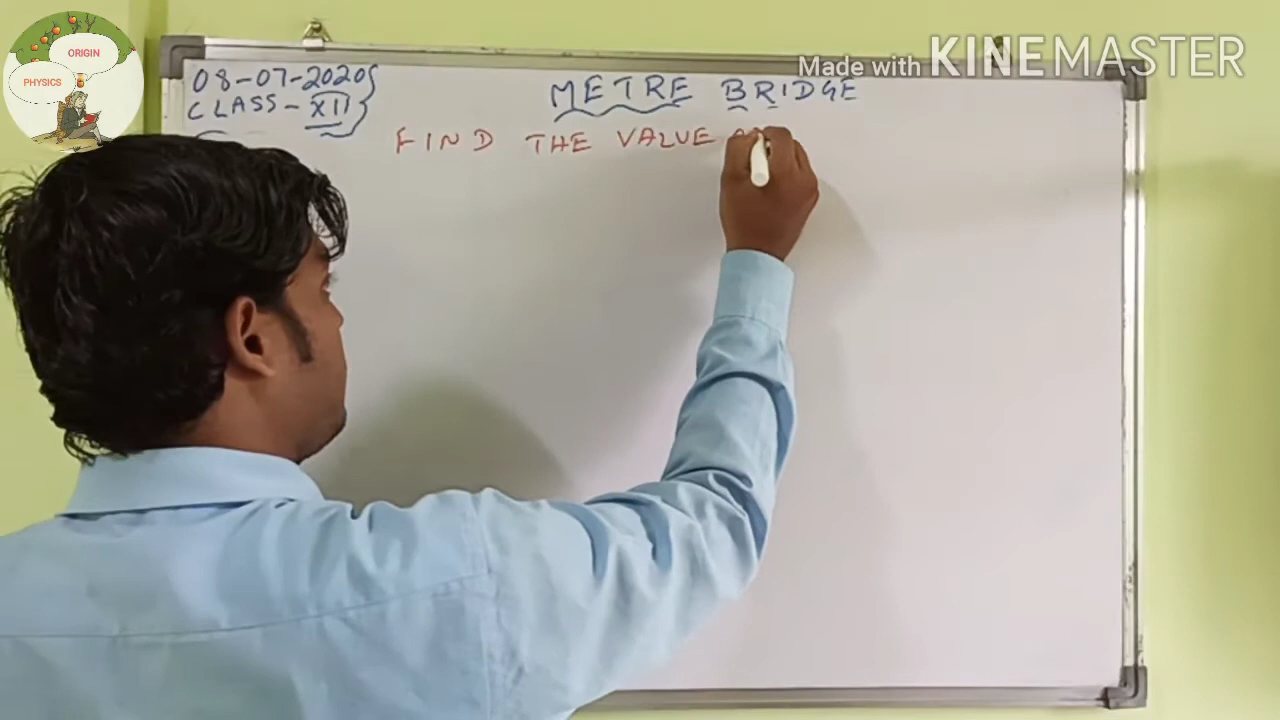 ORIGIN
PHYSICS
Made with KINEMASTER
08-07-2020
CLASS-XII
METRE BRIDGE
FIND THE VALUE